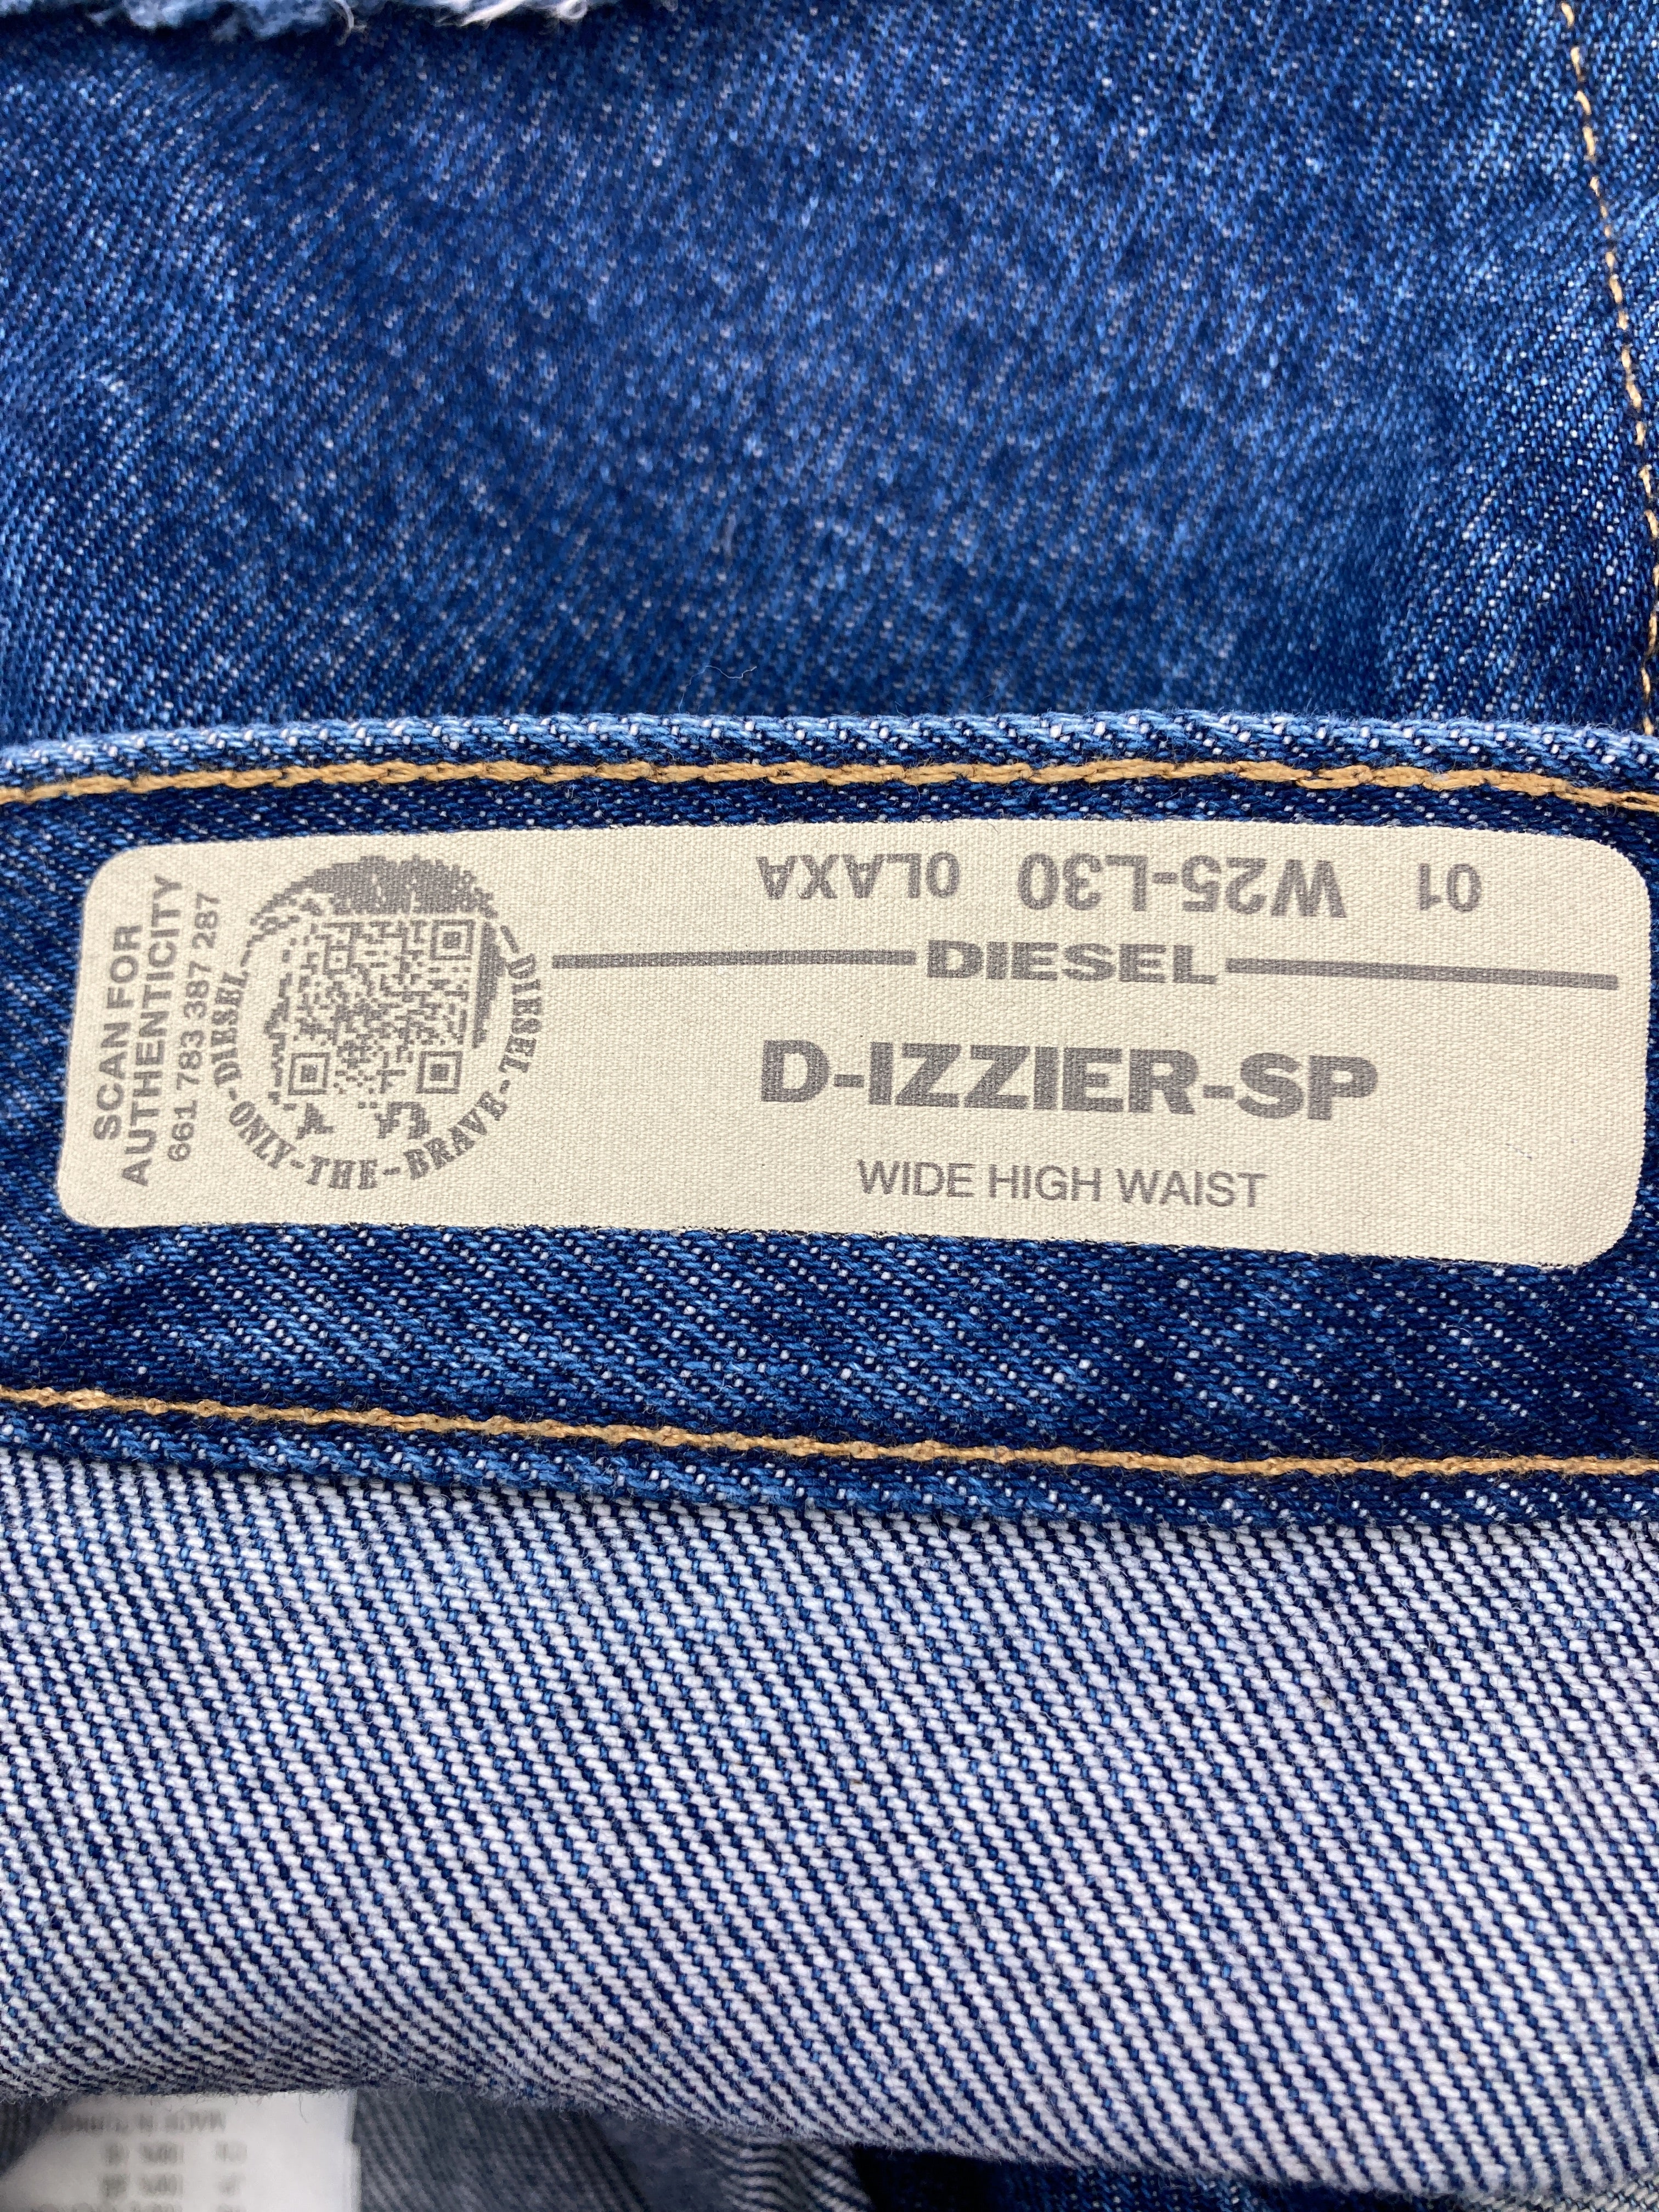 SCAN FOR
AUTHENTICITY
661 783 387 287
DIESEL-ONLY-THE-BRAVE-DIESEL
01 W25-L30 0LAXA
DIESEL
D-IZZIER-SP
WIDE HIGH WAIST